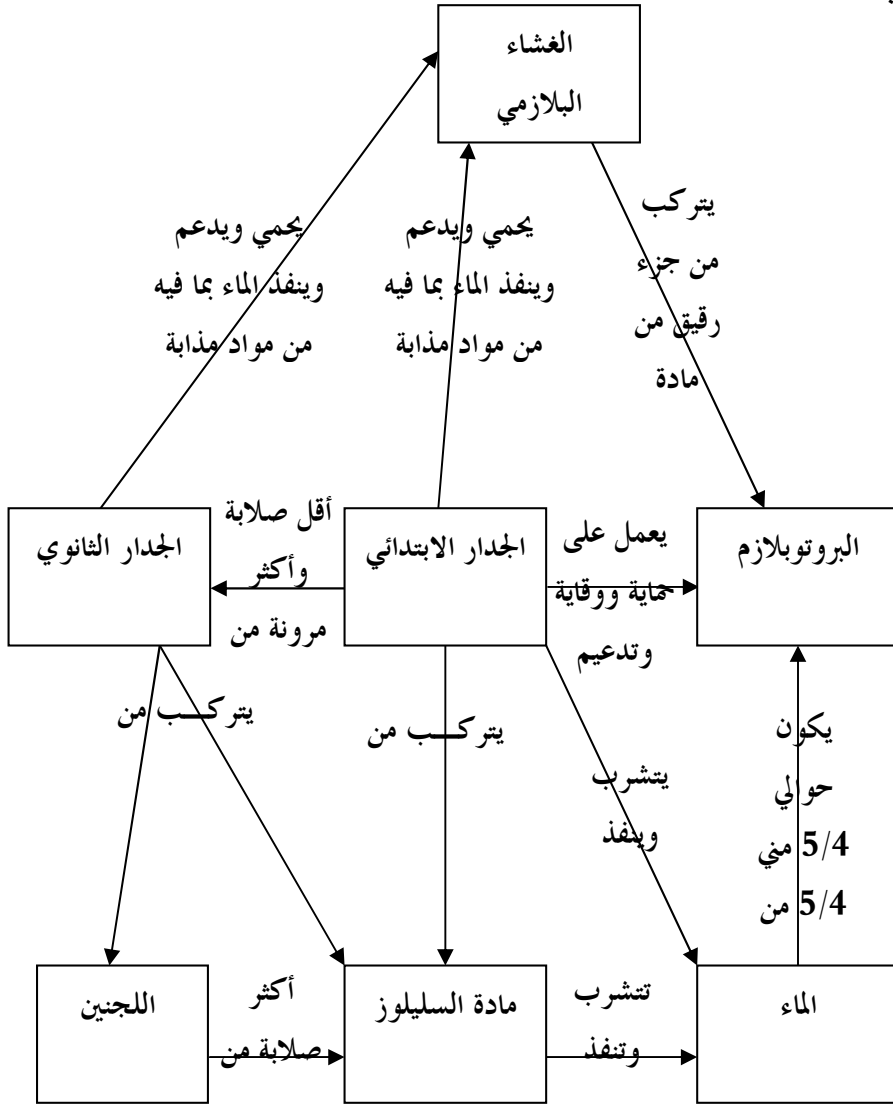 الغشاء
البلازمي
يتركب
من جزء
رقيق من
مادة
يحمي ويدعم
وينفذ الماء بما فيه
من مواد مذابة
يحمي ويدعم
وينفذ الماء بما فيه
من مواد مذابة
البروتوبلازم
يعمل على
حماية ووقاية
وتدعيم
الجدار الابتدائي
أقل صلابة
وأكثر
مرونة من
الجدار الثانوي
يكون
حوالي
5/4 مني
5/4 من
يتشرب
وينفذ
يتركـــب من
يتركـــب من
الماء
تتشرب
وتنفذ
مادة السليلوز
أكثر
صلابة من
اللجنين